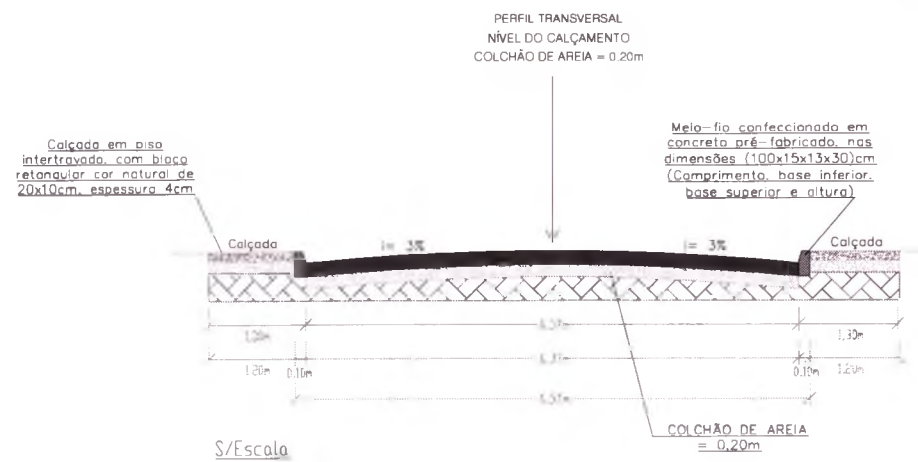 PERFIL TRANSVERSAL
NÍVEL DO CALÇAMENTO
COLCHÃO DE AREIA = 0.20m
Calçada em piso
intertravado, com bloco
retangular cor natural de
20x10cm, espessura 4cm
Meio-fio confeccionado em
concreto pré-fabricado, nas
dimensões (100x15x13x30)cm
(Comprimento, base inferior,
base superior e altura)
Calçada
i= 3%
i= 3%
Calçada
1.30m
1.20m
0.10m
0.10m
1.20m
COLCHÃO DE AREIA
= 0,20m
S/Escala